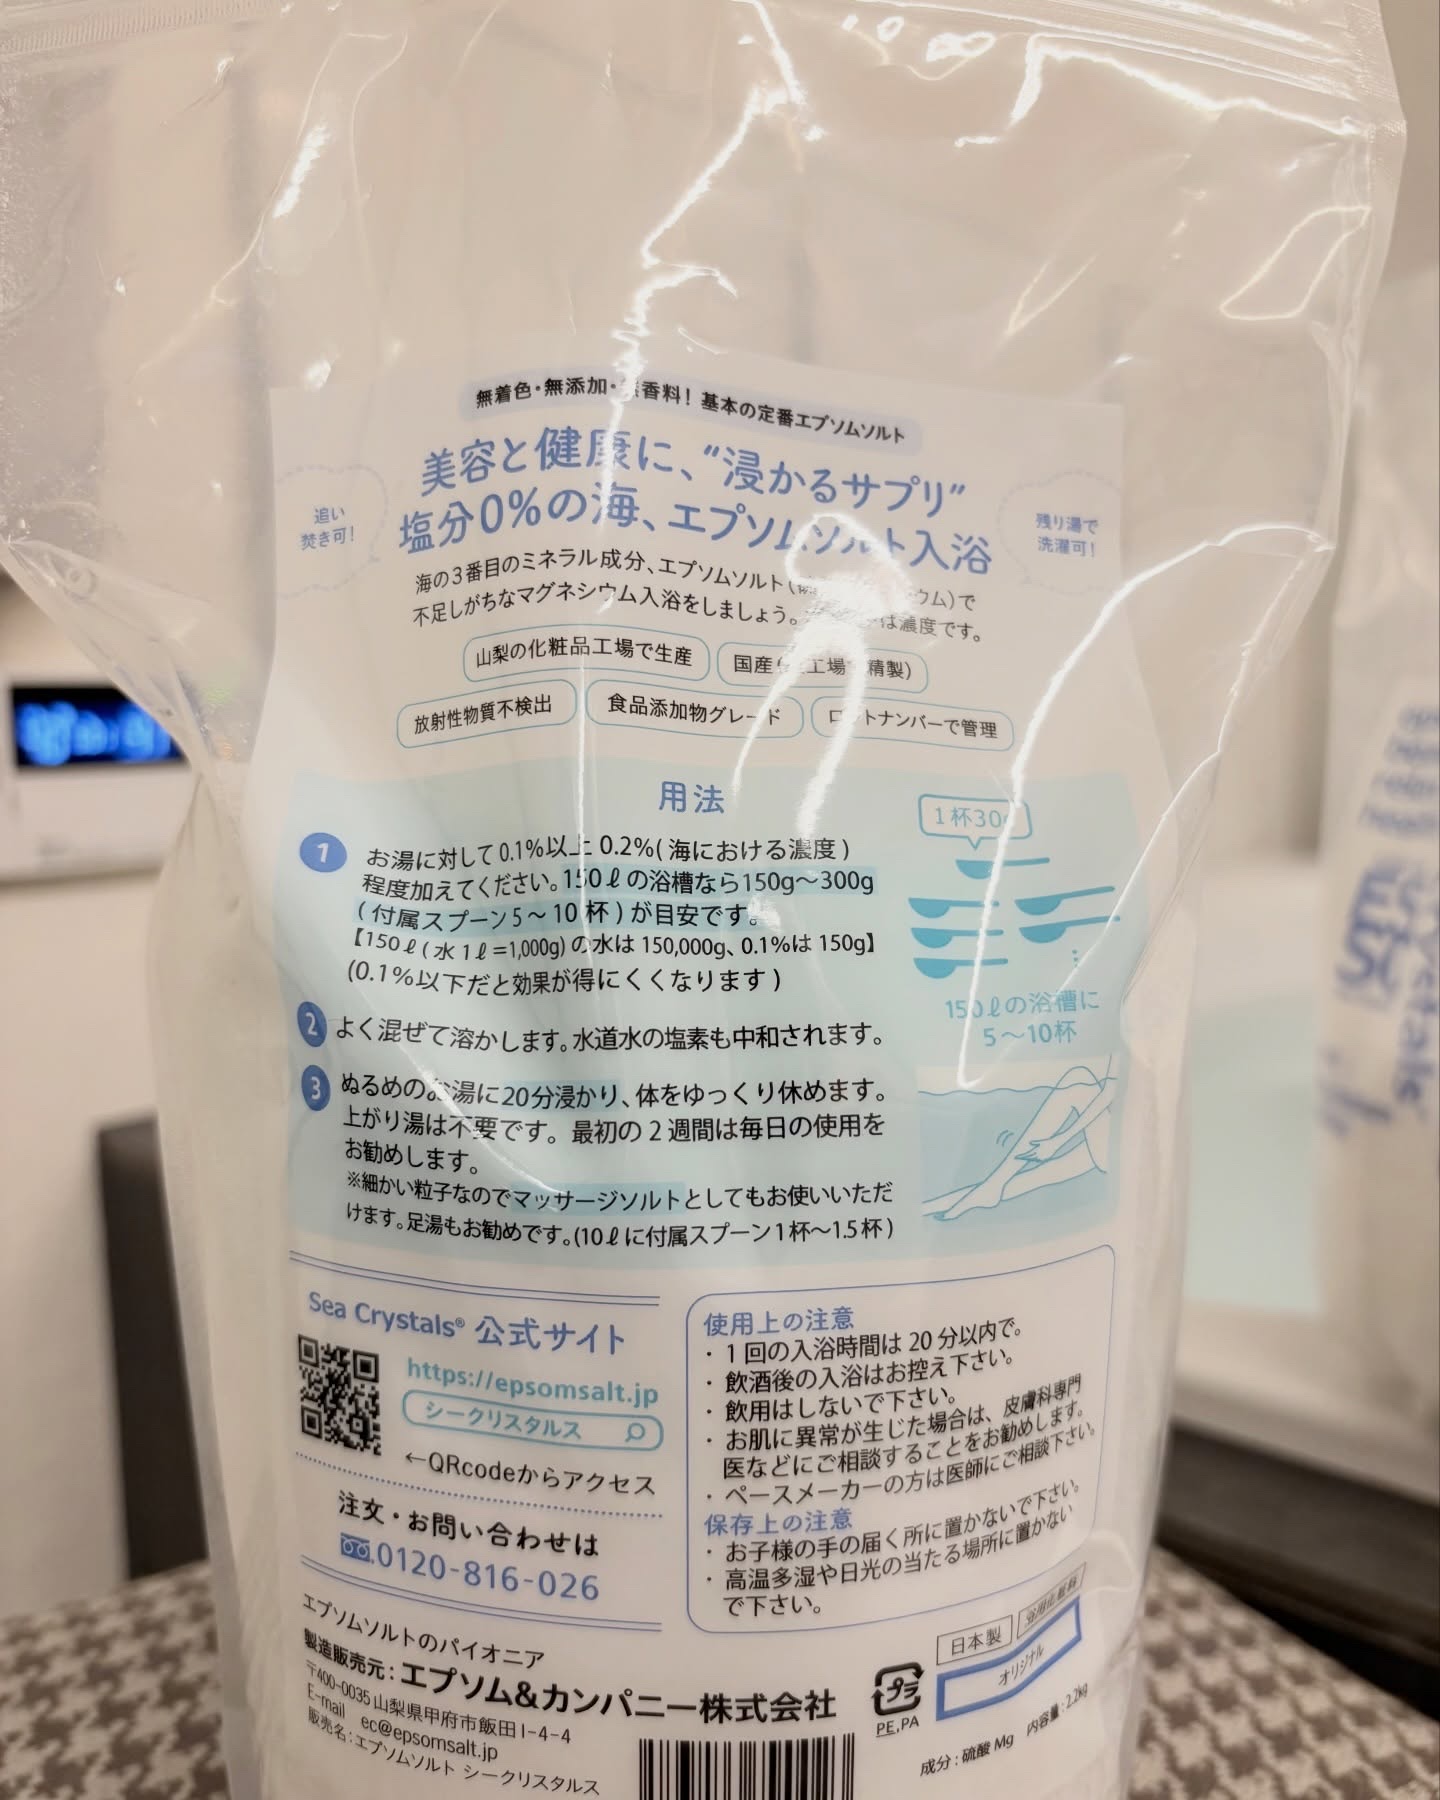 無着色・無添加・無香料！基本の定番エプソムソルト
美容と健康に、“浸かるサプリ”
塩分0%の海、エプソムソルト入浴
追い
焚き可！
残り湯で
洗濯可！
海の3番目のミネラル成分、エプソムソルト(
ウム)で
不足しがちなマグネシウム入浴をしましょう。
は濃度です。
山梨の化粧品工場で生産
国産(
工場
精製)
放射性物質不検出
食品添加物グレード
ロットナンバーで管理
用法
1 お湯に対して0.1%以上 0.2%(海における濃度)
程度加えてください。150ℓの浴槽なら150g〜300g
(付属スプーン5〜10杯)が目安です。
【150ℓ(水1ℓ=1,000g)の水は150,000g、0.1%は150g】
(0.1%以下だと効果が得にくくなります)
1杯30g
150ℓの浴槽に
5〜10杯
2 よく混ぜて溶かします。水道水の塩素も中和されます。
3 ぬるめのお湯に20分浸かり、体をゆっくり休めます。
上がり湯は不要です。最初の2週間は毎日の使用を
お勧めします。
※細かい粒子なのでマッサージソルトとしてもお使いいただ
けます。足湯もお勧めです。(10ℓに付属スプーン1杯〜1.5杯)
Sea Crystals® 公式サイト
https://epsomsalt.jp
シークリスタルス
←QRcodeからアクセス
注文・お問い合わせは
0120-816-026
使用上の注意
・1回の入浴時間は20分以内で。
・飲酒後の入浴はお控え下さい。
・飲用はしないで下さい。
・お肌に異常が生じた場合は、皮膚科専門
医などにご相談することをお勧めします。
・ペースメーカーの方は医師にご相談下さい。
保存上の注意
・お子様の手の届く所に置かないで下さい。
・高温多湿や日光の当たる場所に置かない
で下さい。
エプソムソルトのパイオニア
製造販売元：エプソム&カンパニー株式会社
〒400-0035 山梨県甲府市飯田1-4-4
E-mail ec@epsomsalt.jp
販売名：エプソムソルト シークリスタルス
プラ
PE,PA
日本製
浴用化粧料
オリジナル
成分：硫酸Mg 内容量：2.2kg